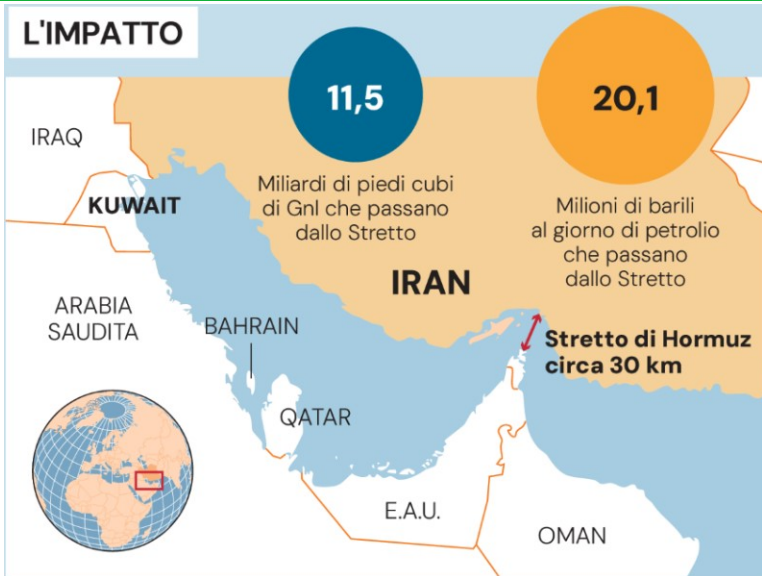 L'IMPATTO
11,5
Miliardi di piedi cubi
di Gnl che passano
dallo Stretto
20,1
Milioni di barili
al giorno di petrolio
che passano
dallo Stretto
IRAQ
KUWAIT
IRAN
ARABIA
SAUDITA
BAHRAIN
Stretto di Hormuz
circa 30 km
QATAR
E.A.U.
OMAN